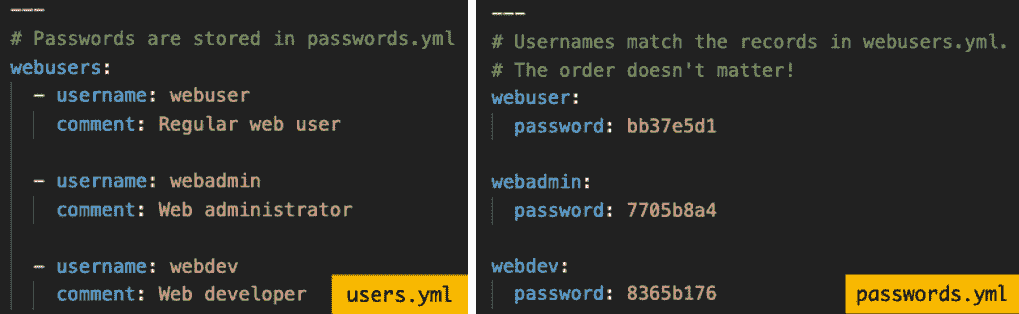 ---
# Passwords are stored in passwords.yml
webusers:
- username: webuser
comment: Regular web user
- username: webadmin
comment: Web administrator
- username: webdev
comment: Web developer
users.yml
---
# Usernames match the records in webusers.yml.
# The order doesn't matter!
webuser:
password: bb37e5d1
webadmin:
password: 7705b8a4
webdev:
password: 8365b176
passwords.yml